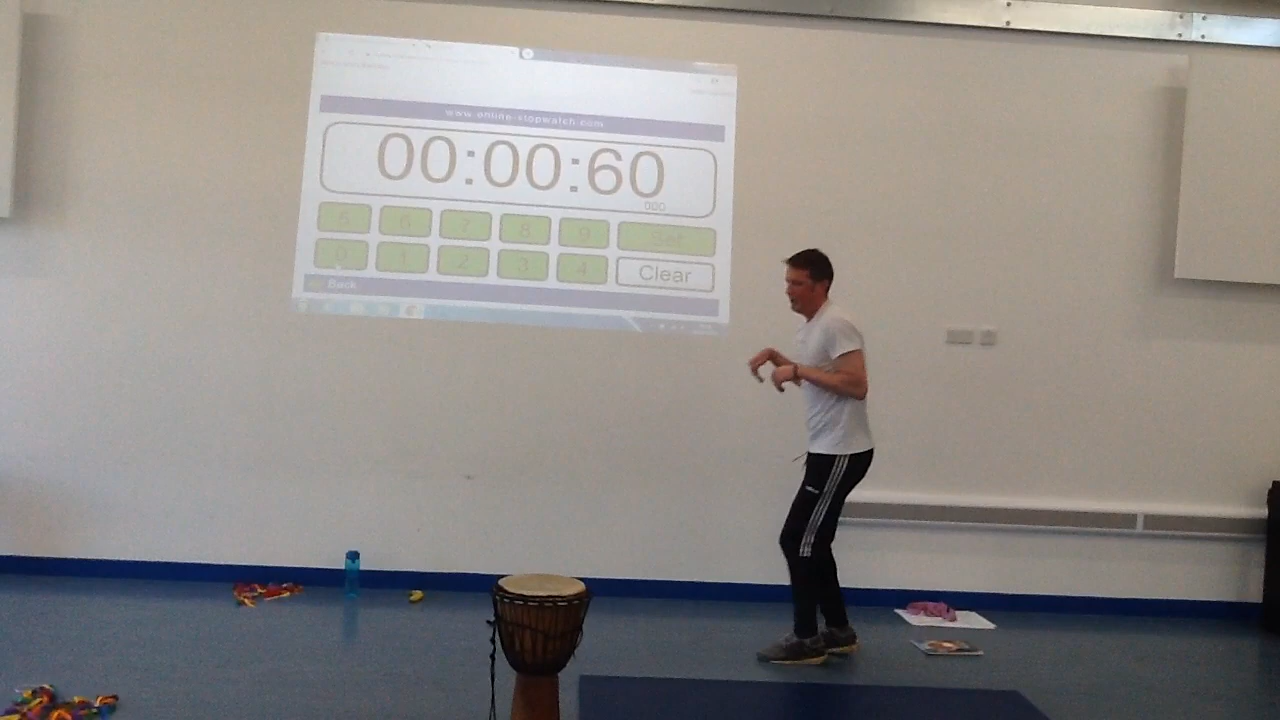 www.online-stopwatch.com
00:00:60
000
5 6 7 8 9 Set
0 1 2 3 4 Clear
Back